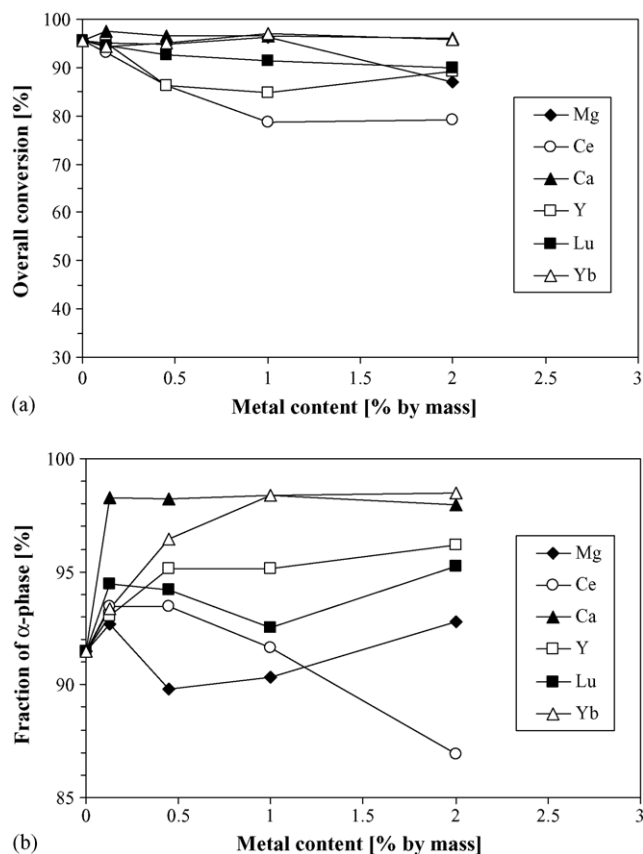 100
90
80
70
60
50
40
30
Overall conversion [%]
Mg
Ce
Ca
Y
Lu
Yb
0
0.5
1
1.5
2
2.5
3
(a)
Metal content [% by mass]
100
95
90
85
Fraction of α-phase [%]
Mg
Ce
Ca
Y
Lu
Yb
0
0.5
1
1.5
2
2.5
3
(b)
Metal content [% by mass]